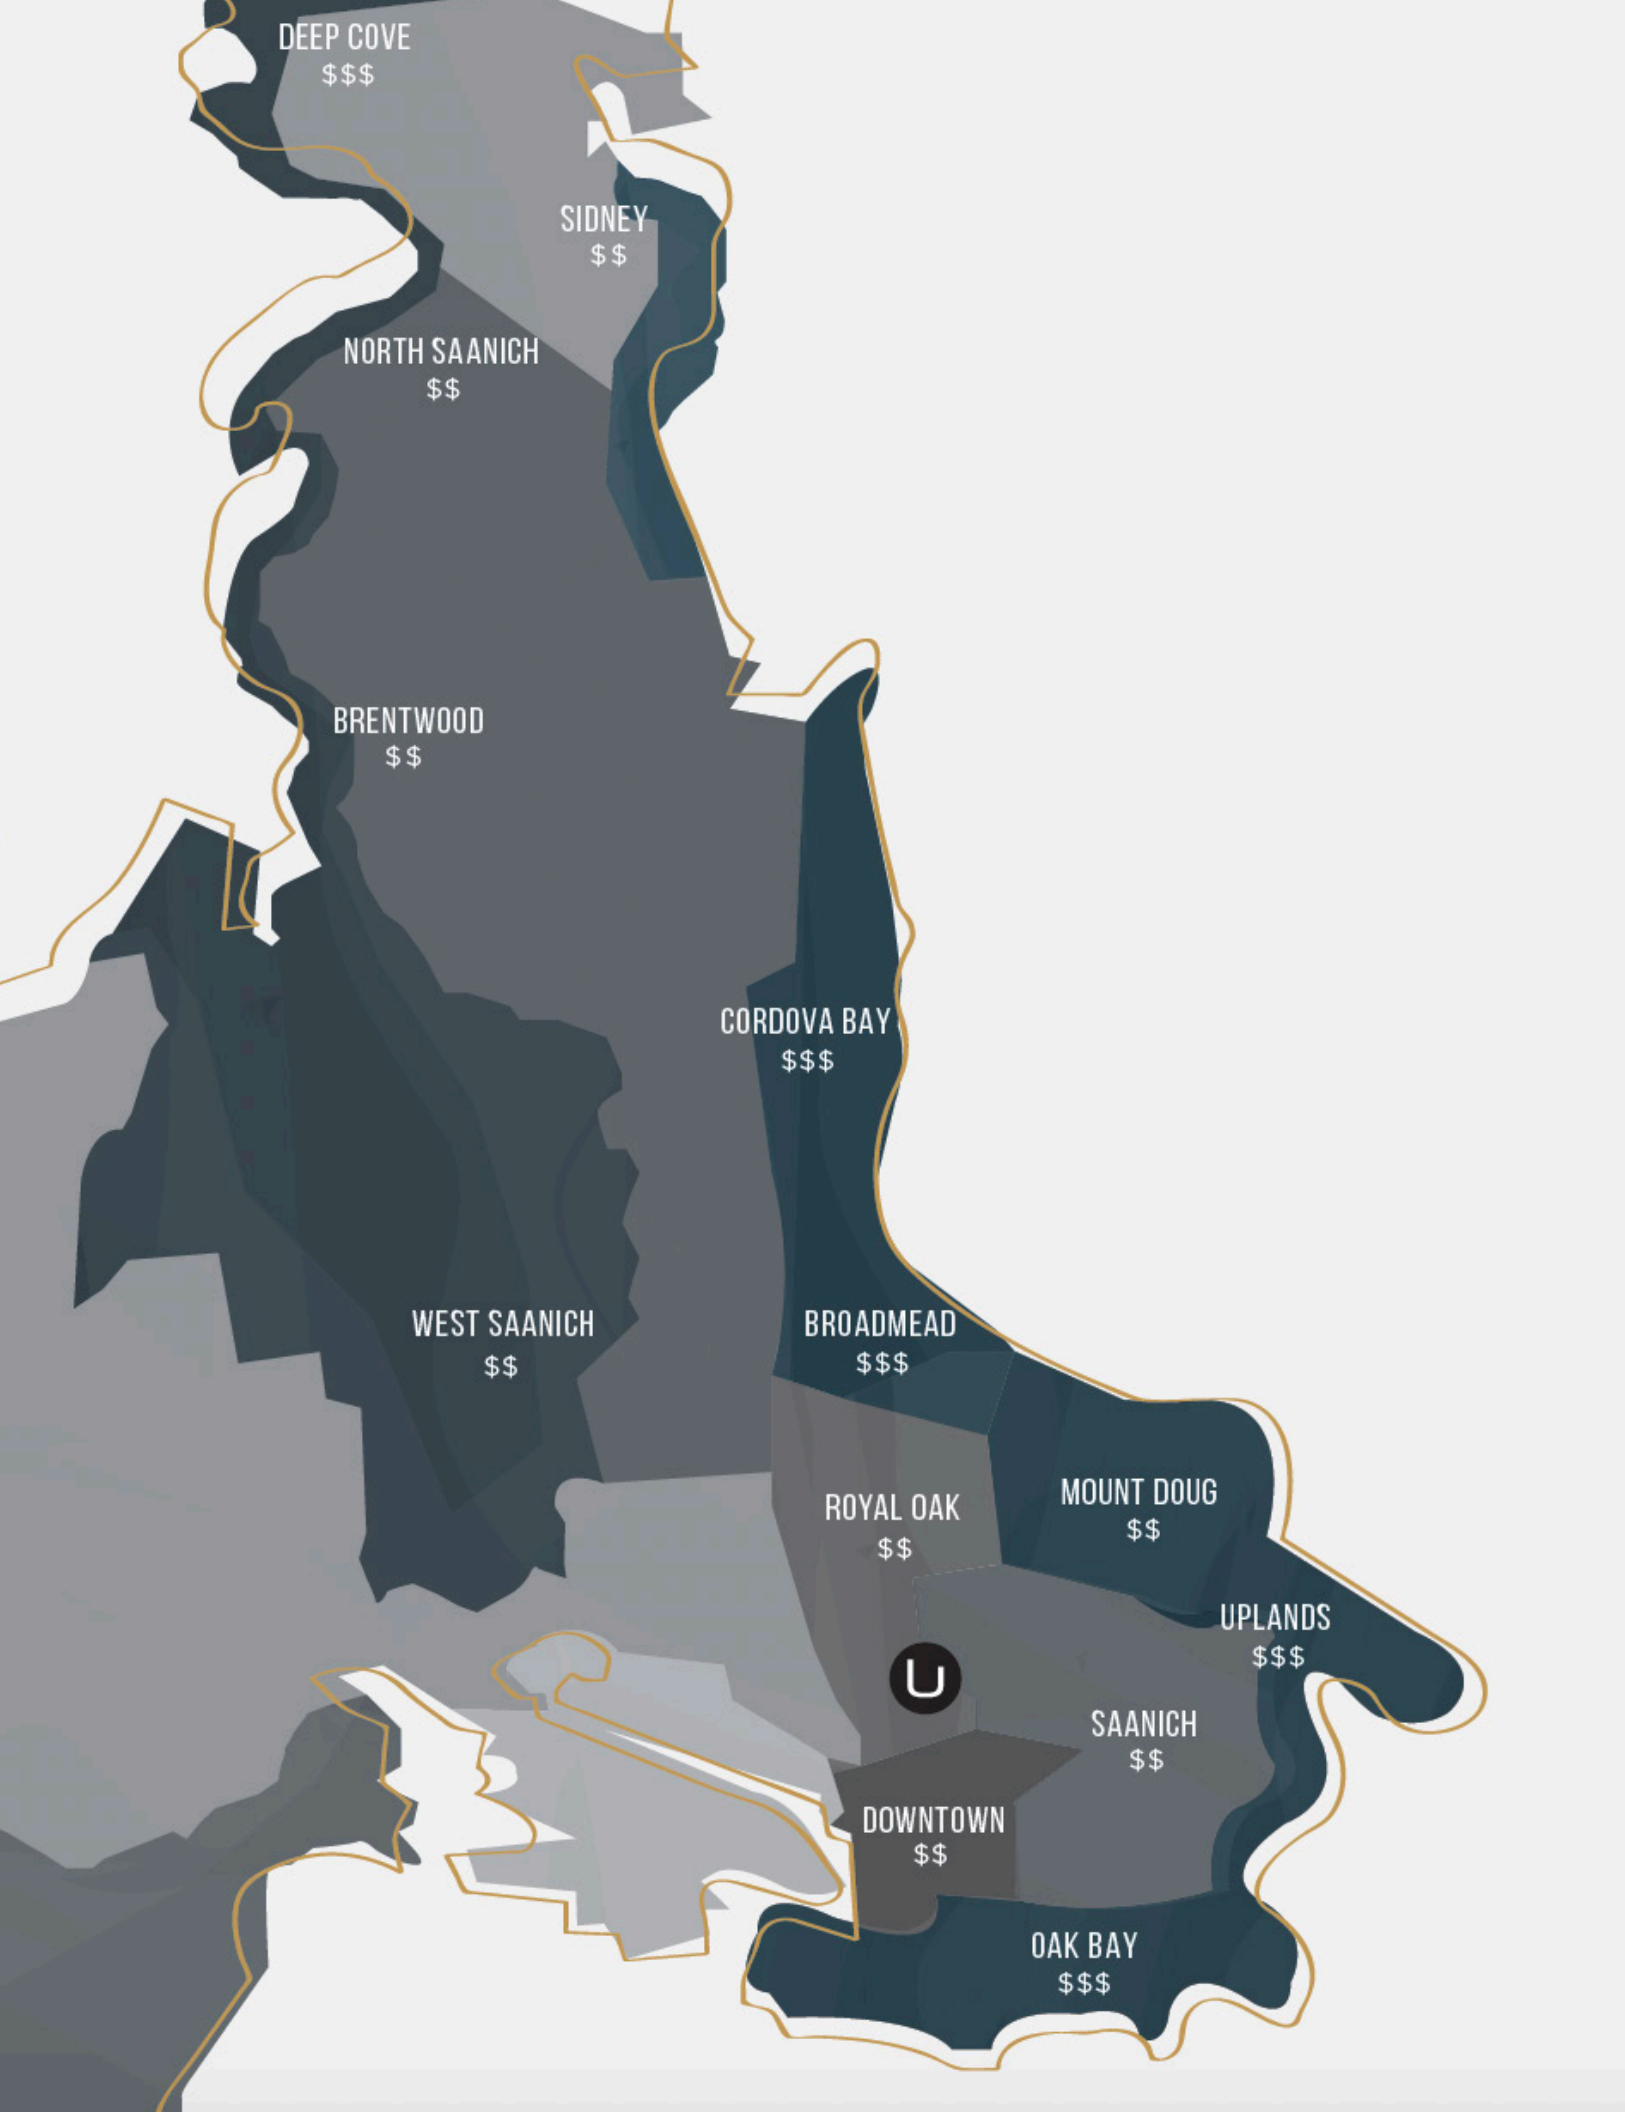 DEEP COVE
$$$
SIDNEY
$$
NORTH SAANICH
$$
BRENTWOOD
$$
CORDOVA BAY
$$$
WEST SAANICH
$$
BROADMEAD
$$$
MOUNT DOUG
$$
ROYAL OAK
$$
UPLANDS
$$$
U
SAANICH
$$
DOWNTOWN
$$
OAK BAY
$$$